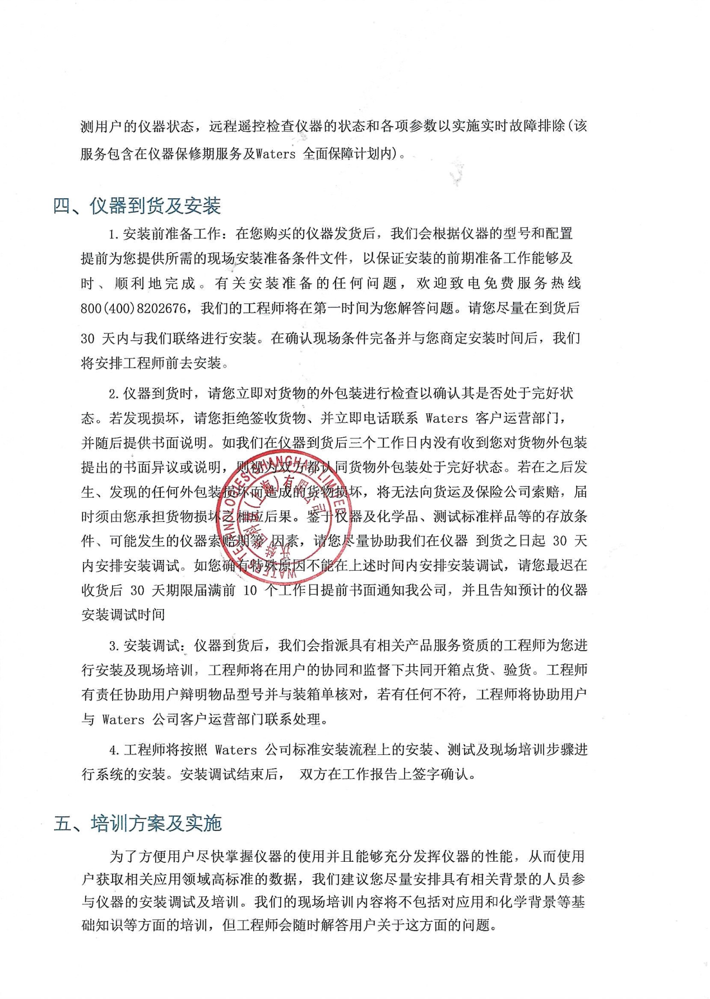 测用户的仪器状态，远程遥控检查仪器的状态和各项参数以实施实时故障排除(该
服务包含在仪器保修期服务及Waters 全面保障计划内)。
四、仪器到货及安装
1.安装前准备工作：在您购买的仪器发货后，我们会根据仪器的型号和配置
提前为您提供所需的现场安装准备条件文件，以保证安装的前期准备工作能够及
时、顺利地完成。有关安装准备的任何问题，欢迎致电免费服务热线
800(400)8202676，我们的工程师将在第一时间为您解答问题。请您尽量在到货后
30 天内与我们联络进行安装。在确认现场条件完备并与您商定安装时间后，我们
将安排工程师前去安装。
2.仪器到货时，请您立即对货物的外包装进行检查以确认其是否处于完好状
态。若发现损坏，请您拒绝签收货物、并立即电话联系 Waters 客户运营部门，
并随后提供书面说明。如我们在仪器到货后三个工作日内没有收到您对货物外包装
提出的书面异议或说明，则视为双方都认同货物外包装处于完好状态。若在之后发
生、发现的任何外包装损坏而造成的货物损坏，将无法向货运及保险公司索赔，届
时须由您承担货物损坏之相应后果。鉴于仪器及化学品、测试标准样品等的存放条
件、可能发生的仪器索赔期等 因素，请您尽量协助我们在仪器 到货之日起 30 天
内安排安装调试。如您确有特殊原因不能在上述时间内安排安装调试，请您最迟在
收货后 30 天期限届满前 10 个工作日提前书面通知我公司，并且告知预计的仪器
安装调试时间
WATERS TECHNOLOGIES(SHANGHAI) LIMITED
沃特世科技(上海)有限公司
3.安装调试：仪器到货后，我们会指派具有相关产品服务资质的工程师为您进
行安装及现场培训，工程师将在用户的协同和监督下共同开箱点货、验货。工程师
有责任协助用户辩明物品型号并与装箱单核对，若有任何不符，工程师将协助用户
与 Waters 公司客户运营部门联系处理。
4.工程师将按照 Waters 公司标准安装流程上的安装、测试及现场培训步骤进
行系统的安装。安装调试结束后， 双方在工作报告上签字确认。
五、培训方案及实施
为了方便用户尽快掌握仪器的使用并且能够充分发挥仪器的性能，从而使用
户获取相关应用领域高标准的数据，我们建议您尽量安排具有相关背景的人员参
与仪器的安装调试及培训。我们的现场培训内容将不包括对应用和化学背景等基
础知识等方面的培训，但工程师会随时解答用户关于这方面的问题。